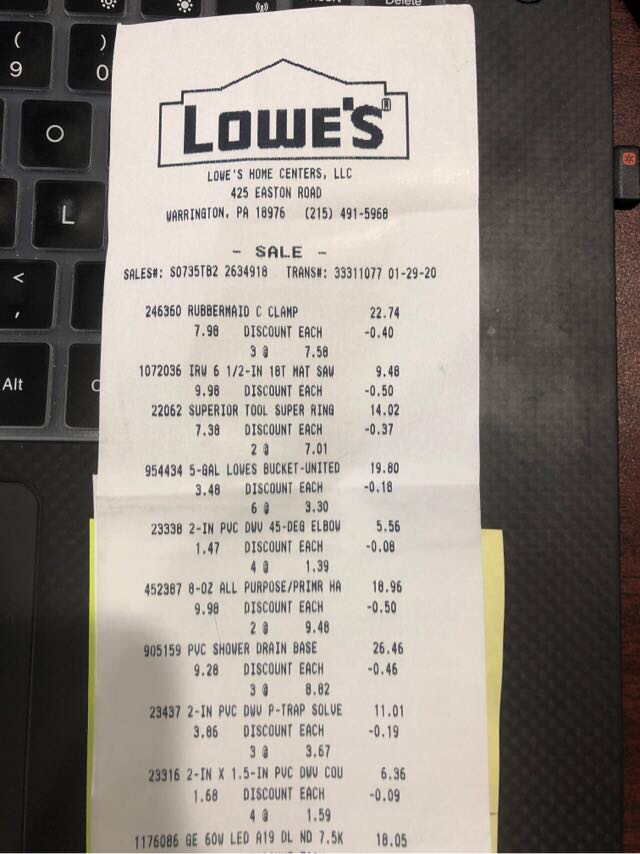 Delete
(
9
)
0
O
L
<
,
Alt
C
LOWE'S
LOWE'S HOME CENTERS, LLC
425 EASTON ROAD
WARRINGTON, PA 18976 (215) 491-5968
- SALE -
SALES#: S0735TB2 2634918 TRANS#: 33311077 01-29-20
246360 RUBBERMAID C CLAMP 22.74
7.98 DISCOUNT EACH -0.40
3 @ 7.58
1072036 IRW 6 1/2-IN 18T MAT SAW 9.48
9.98 DISCOUNT EACH -0.50
22062 SUPERIOR TOOL SUPER RING 14.02
7.38 DISCOUNT EACH -0.37
2 @ 7.01
954434 5-GAL LOWES BUCKET-UNITED 19.80
3.48 DISCOUNT EACH -0.18
6 @ 3.30
23338 2-IN PVC DWV 45-DEG ELBOW 5.56
1.47 DISCOUNT EACH -0.08
4 @ 1.39
452387 8-OZ ALL PURPOSE/PRIMR HA 18.96
9.98 DISCOUNT EACH -0.50
2 @ 9.48
905159 PVC SHOWER DRAIN BASE 26.46
9.28 DISCOUNT EACH -0.46
3 @ 8.82
23437 2-IN PVC DWV P-TRAP SOLVE 11.01
3.86 DISCOUNT EACH -0.19
3 @ 3.67
23316 2-IN X 1.5-IN PVC DWV COU 6.36
1.68 DISCOUNT EACH -0.09
4 @ 1.59
1176086 GE 60W LED A19 DL ND 7.5K 18.05